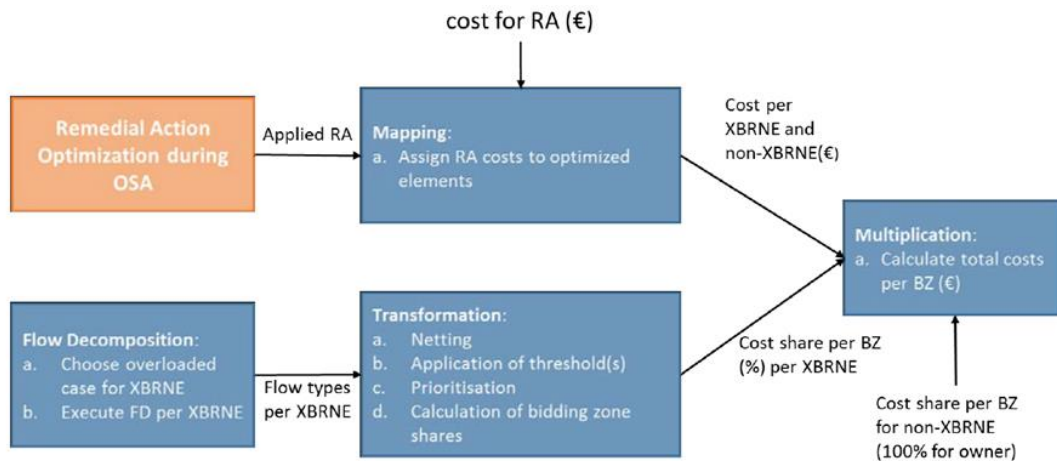 cost for RA (€)
Remedial Action
Optimization during
OSA
Applied RA
Mapping:
a. Assign RA costs to optimized
elements
Cost per
XBRNE and
non-XBRNE(€)
Multiplication:
a. Calculate total costs
per BZ (€)
Flow Decomposition:
a. Choose overloaded
case for XBRNE
b. Execute FD per XBRNE
Flow types
per XBRNE
Transformation:
a. Netting
b. Application of threshold(s)
c. Prioritisation
d. Calculation of bidding zone
shares
Cost share per BZ
(%) per XBRNE
Cost share per BZ
for non-XBRNE
(100% for owner)